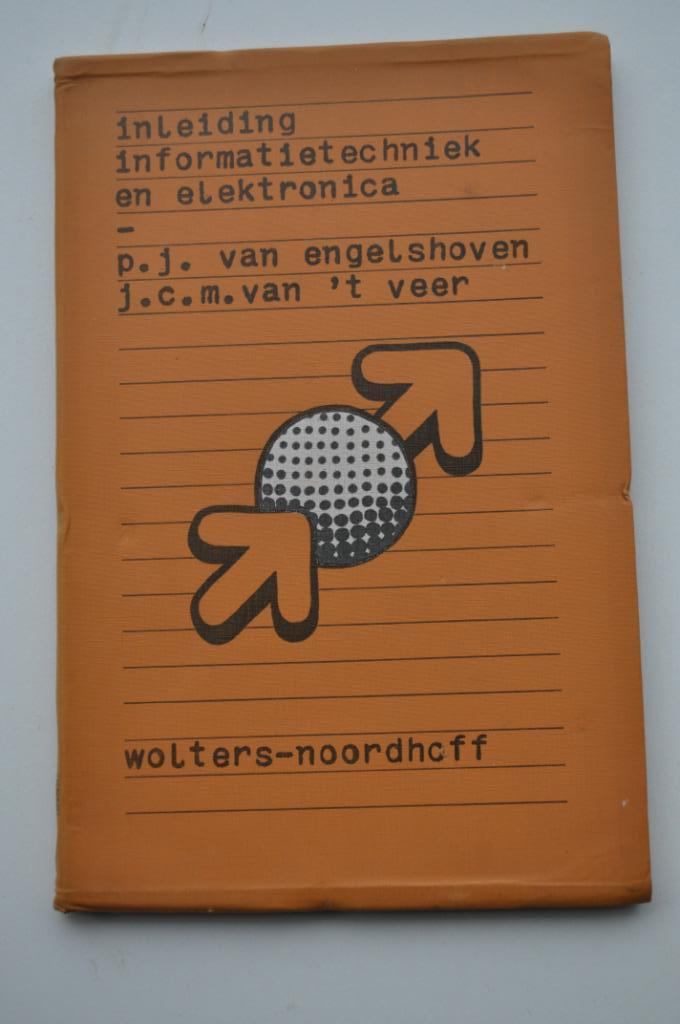 inleiding
informatietechniek
en elektronica
-
p.j. van engelshoven
j.c.m.van 't veer
wolters-noordhoff